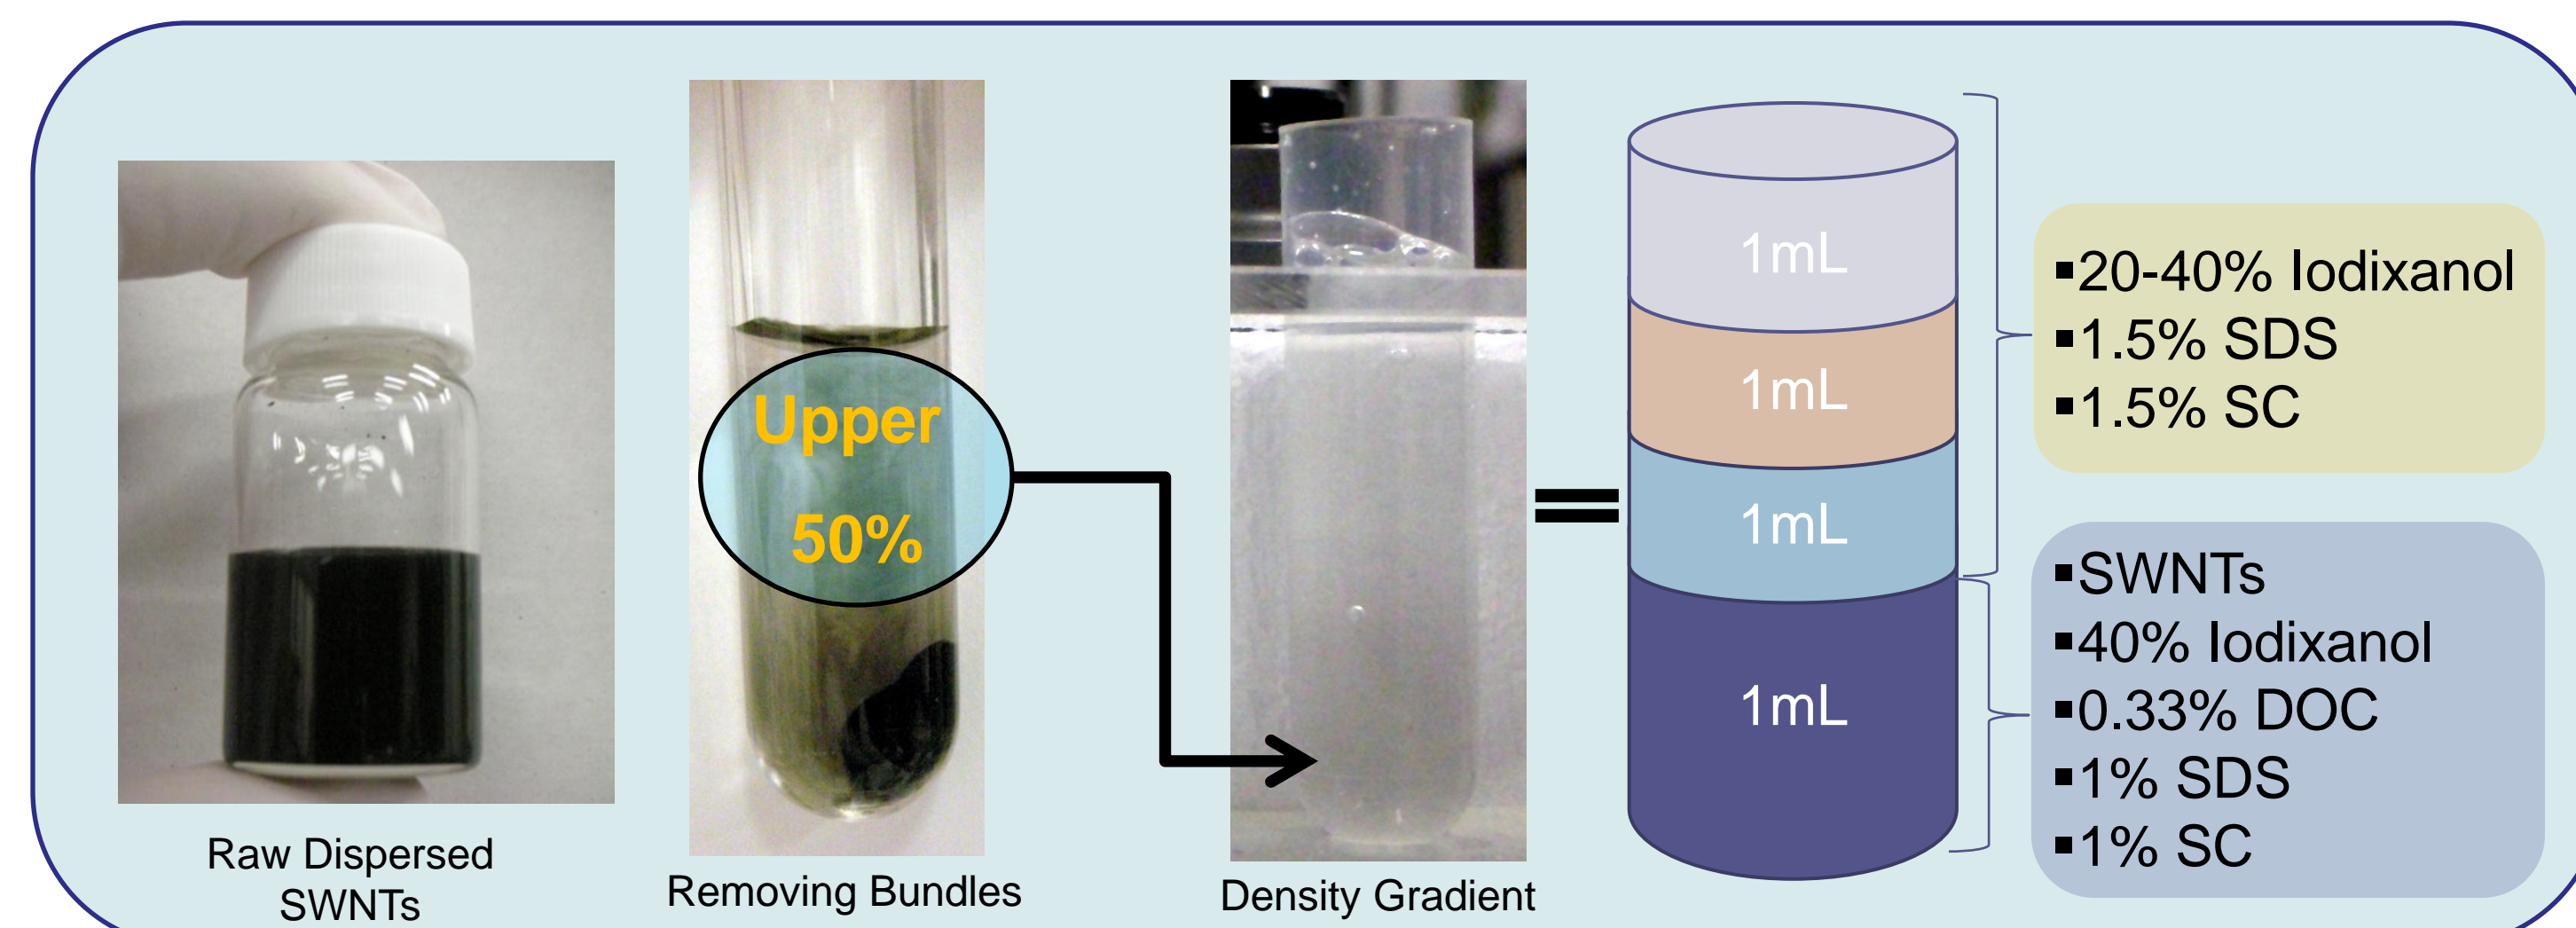 Raw Dispersed
SWNTs
Upper
50%
Removing Bundles
Density Gradient
1mL
1mL
1mL
1mL
▪20-40% Iodixanol
▪1.5% SDS
▪1.5% SC
▪SWNTs
▪40% Iodixanol
▪0.33% DOC
▪1% SDS
▪1% SC